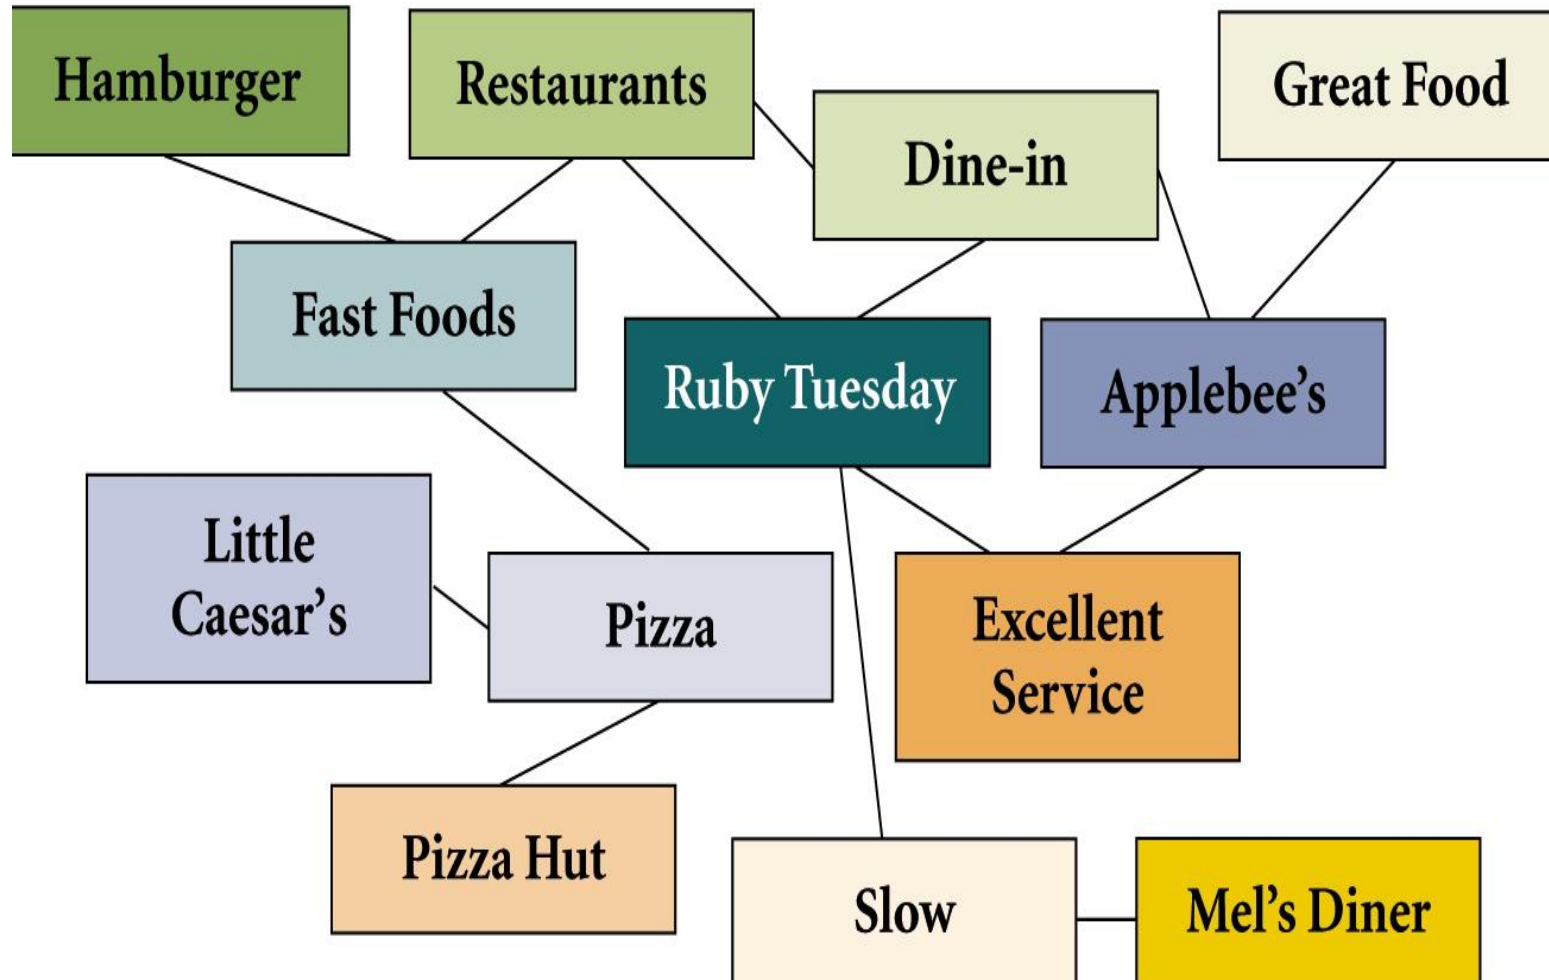 Hamburger
Restaurants
Great Food
Dine-in
Fast Foods
Ruby Tuesday
Applebee’s
Little
Caesar’s
Pizza
Excellent
Service
Pizza Hut
Slow
Mel’s Diner